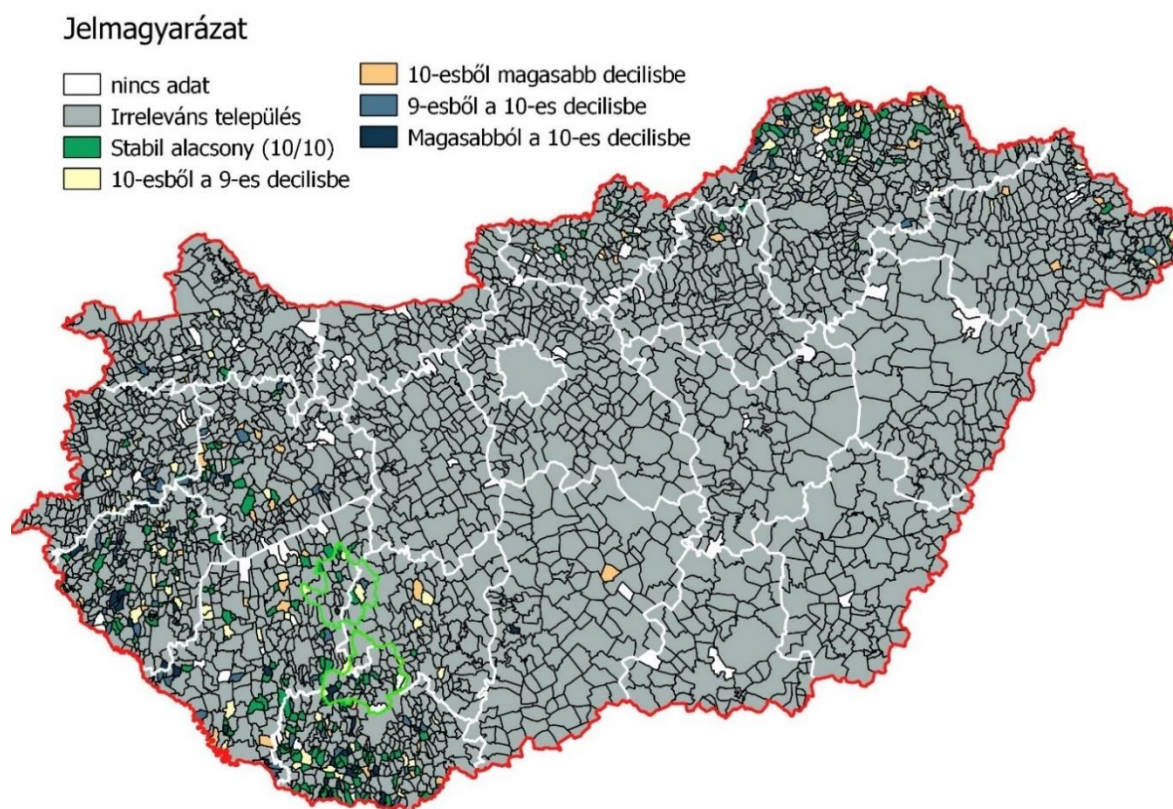 Jelmagyarázat
nincs adat
Irreleváns település
Stabil alacsony (10/10)
10-esből a 9-es decilisbe
10-esből magasabb decilisbe
9-esből a 10-es decilisbe
Magasabból a 10-es decilisbe